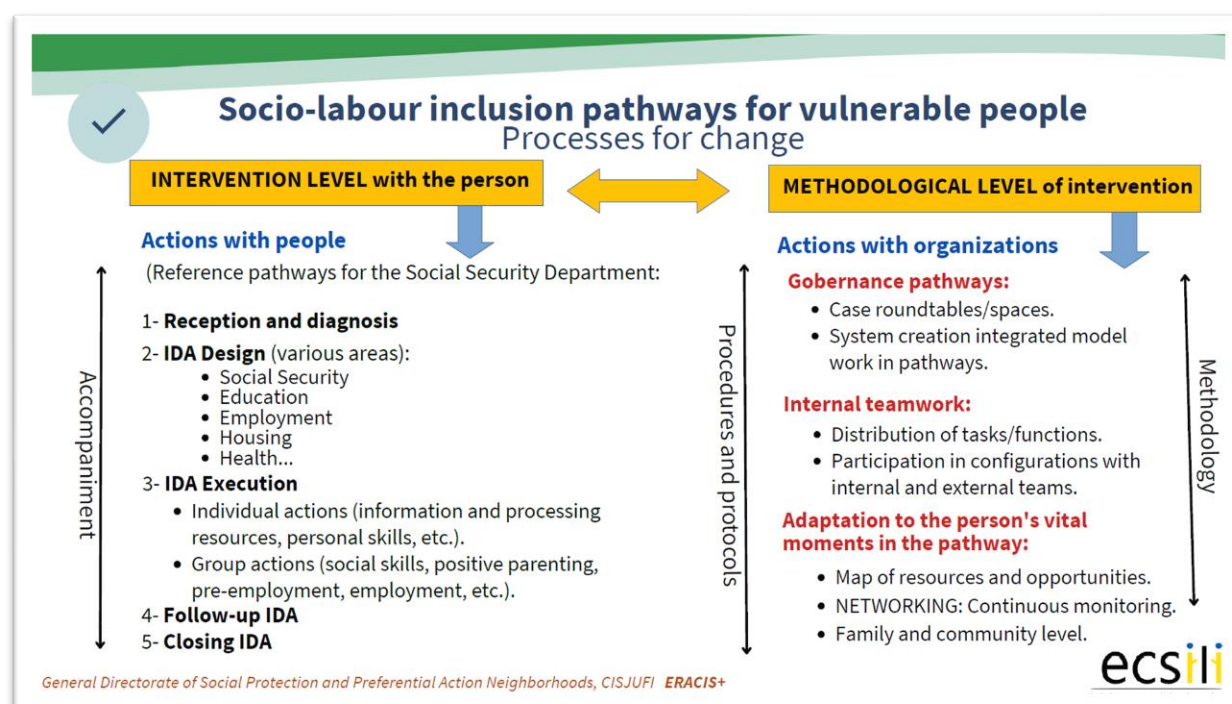 Socio-labour inclusion pathways for vulnerable people
Processes for change
INTERVENTION LEVEL with the person
Actions with people
(Reference pathways for the Social Security Department:
1- Reception and diagnosis
2- IDA Design (various areas):
• Social Security
• Education
• Employment
• Housing
• Health...
3- IDA Execution
• Individual actions (information and processing
resources, personal skills, etc.).
• Group actions (social skills, positive parenting,
pre-employment, employment, etc.).
4- Follow-up IDA
5- Closing IDA
Accompaniment
Procedures and protocols
METHODOLOGICAL LEVEL of intervention
Actions with organizations
Gobernance pathways:
• Case roundtables/spaces.
• System creation integrated model
work in pathways.
Internal teamwork:
• Distribution of tasks/functions.
• Participation in configurations with
internal and external teams.
Adaptation to the person's vital
moments in the pathway:
• Map of resources and opportunities.
• NETWORKING: Continuous monitoring.
• Family and community level.
Methodology
General Directorate of Social Protection and Preferential Action Neighborhoods, CISJUFI ERACIS+
ecsili